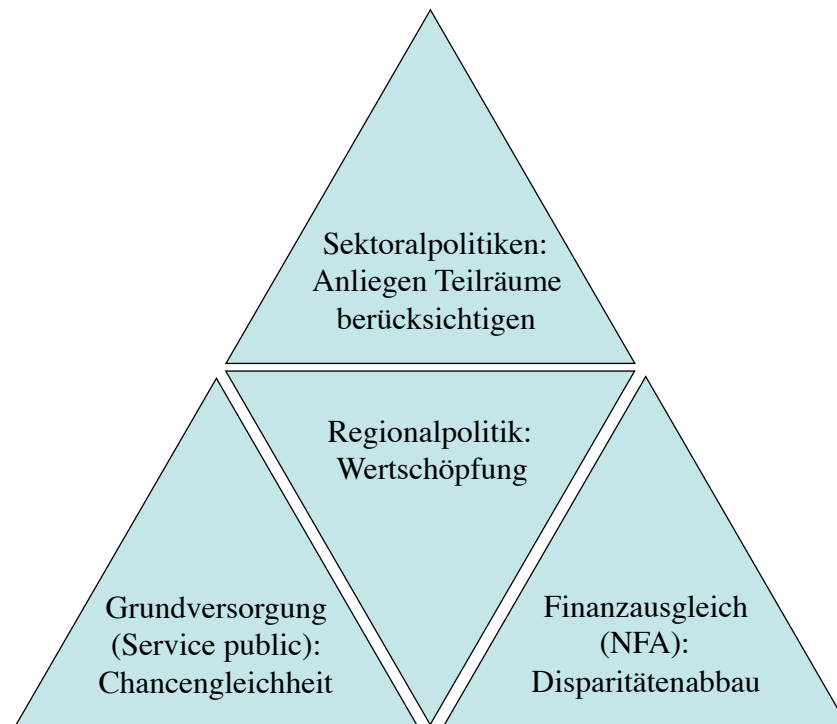 Sektoralpolitiken:
Anliegen Teilräume
berücksichtigen
Regionalpolitik:
Wertschöpfung
Grundversorgung
(Service public):
Chancengleichheit
Finanzausgleich
(NFA):
Disparitätenabbau